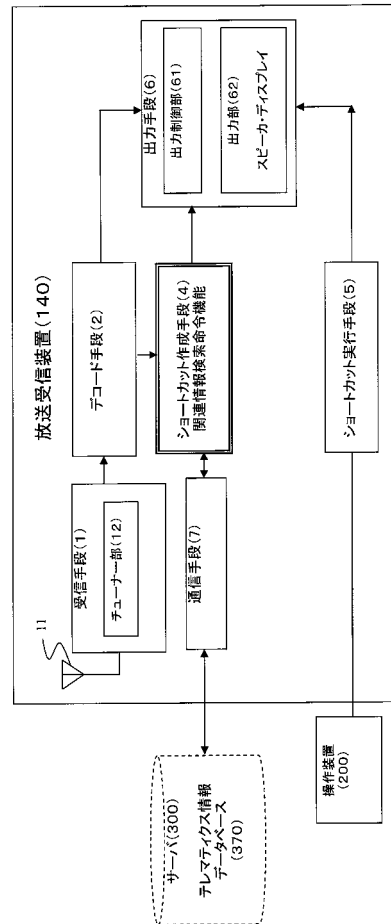 放送受信装置(140)
11
受信手段(1)
チューナー部(12)
デコード手段(2)
出力手段(6)
出力制御部(61)
出力部(62)
スピーカ・ディスプレイ
通信手段(7)
ショートカット作成手段(4)
関連情報検索命令機能
サーバ(300)
テレマティクス情報
データベース
(370)
操作装置
(200)
ショートカット実行手段(5)